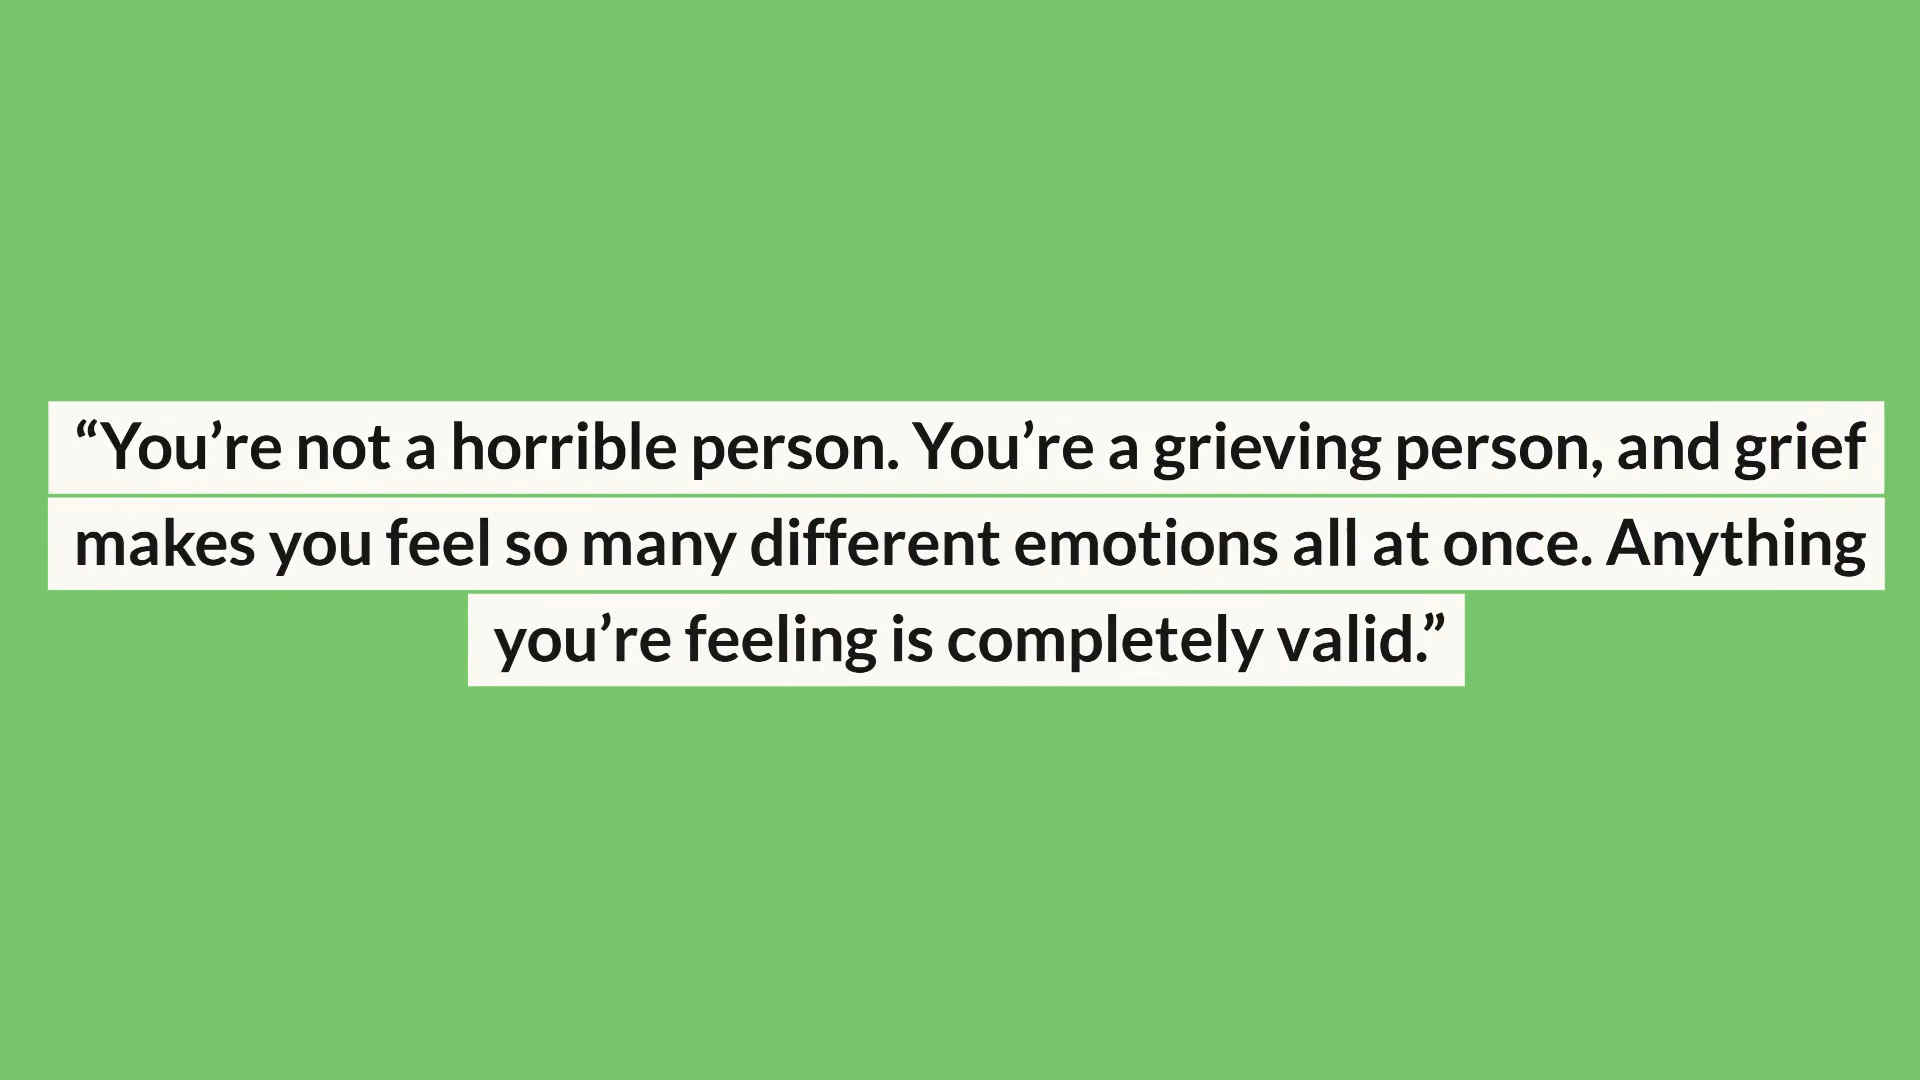 “You’re not a horrible person. You’re a grieving person, and grief
makes you feel so many different emotions all at once. Anything
you’re feeling is completely valid.”